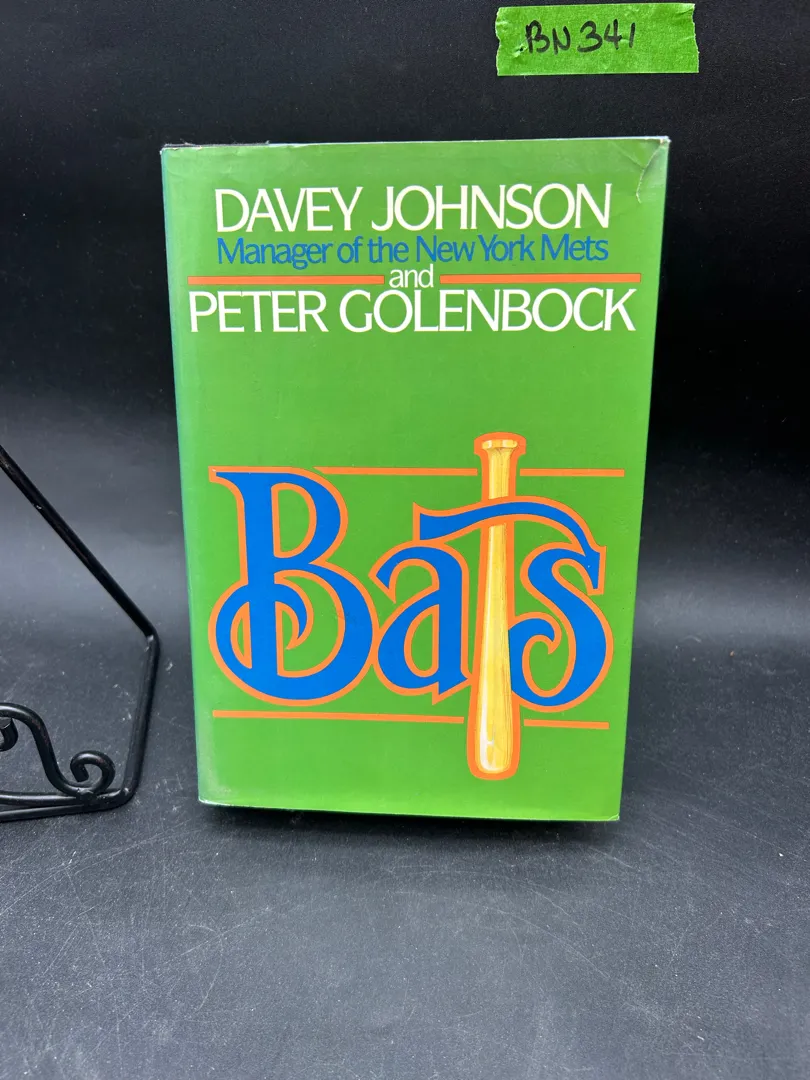 BN341
DAVEY JOHNSON
Manager of the New York Mets
and
PETER GOLENBOCK
Bats